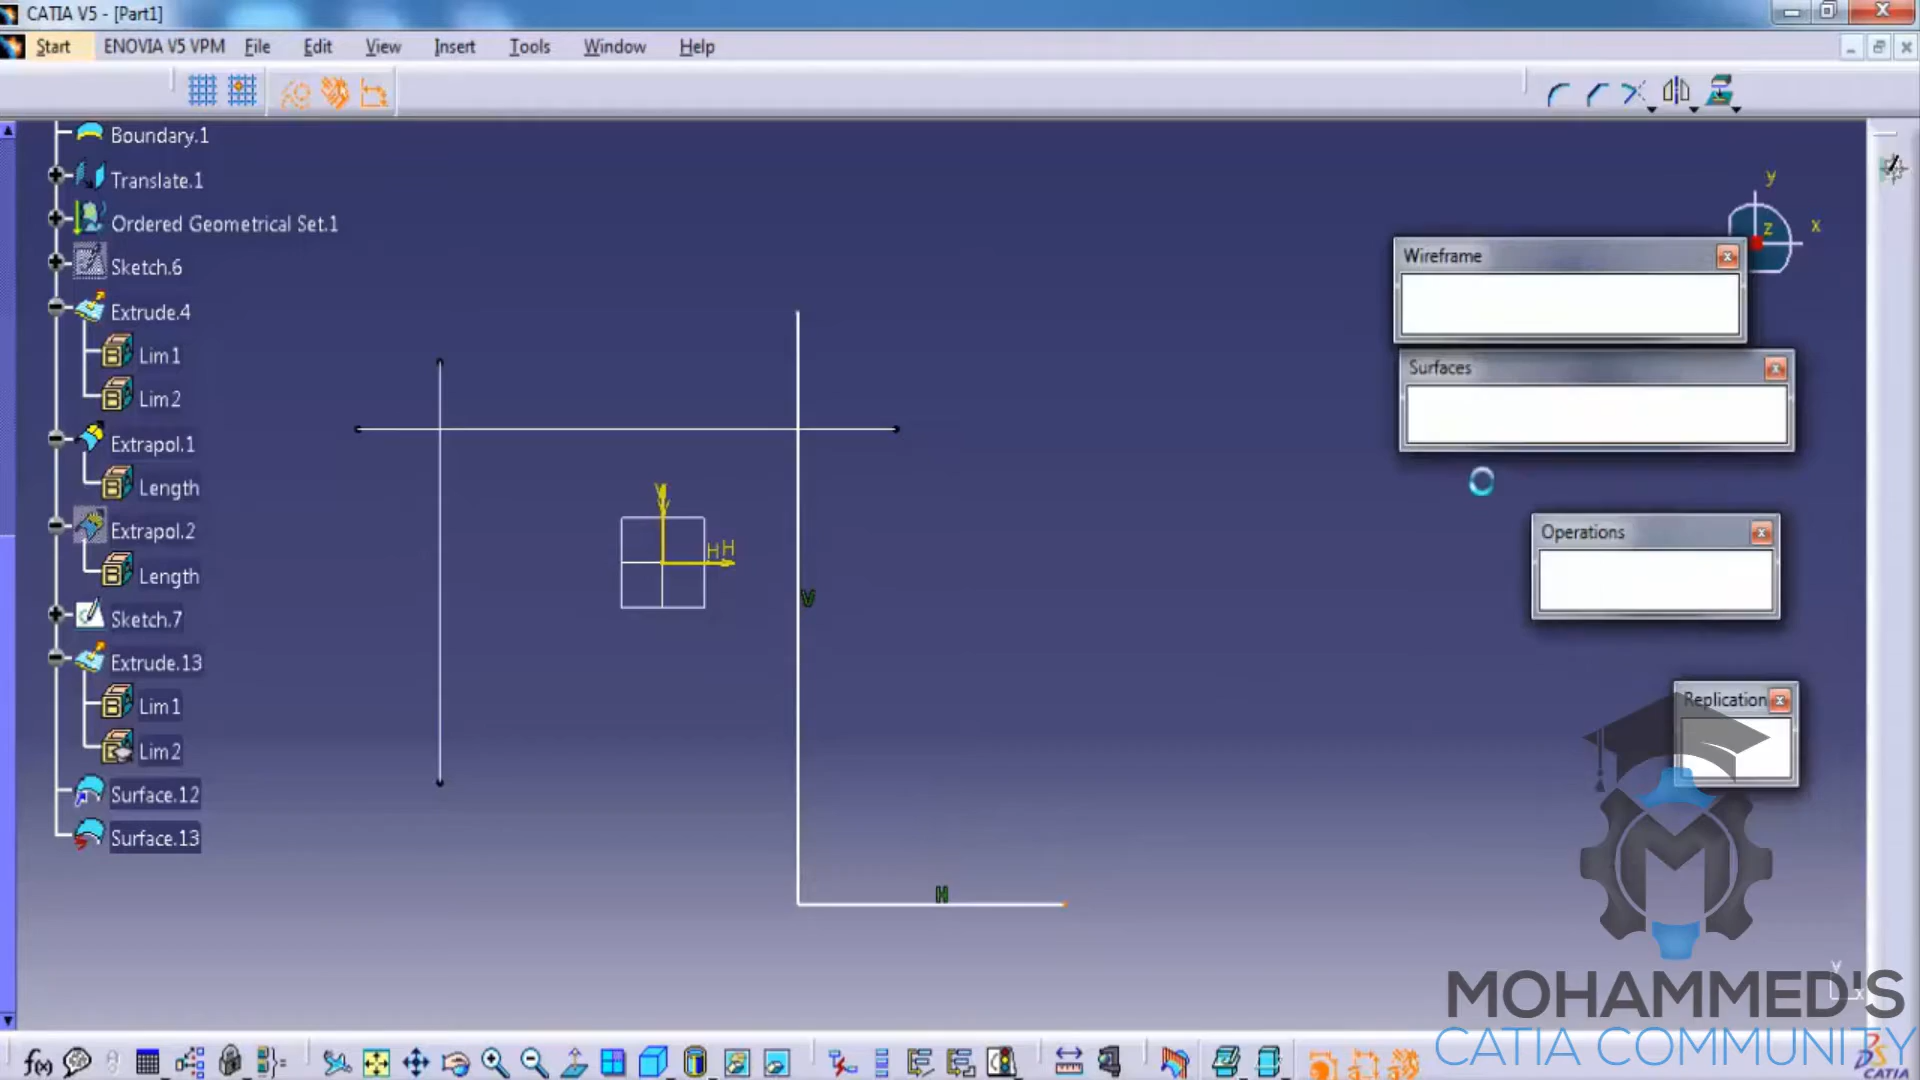 CATIA V5 - [Part1]
Start ENOVIA V5 VPM File Edit View Insert Tools Window Help
Boundary.1
Translate.1
Ordered Geometrical Set.1
Sketch.6
Extrude.4
Lim1
Lim2
Extrapol.1
Length
Extrapol.2
Length
Sketch.7
Extrude.13
Lim1
Lim2
Surface.12
Surface.13
V
H H
V
H
y
x
z
Wireframe
Surfaces
Operations
Replication
MOHAMMED'S
CATIA COMMUNITY
f(x)
CATIA